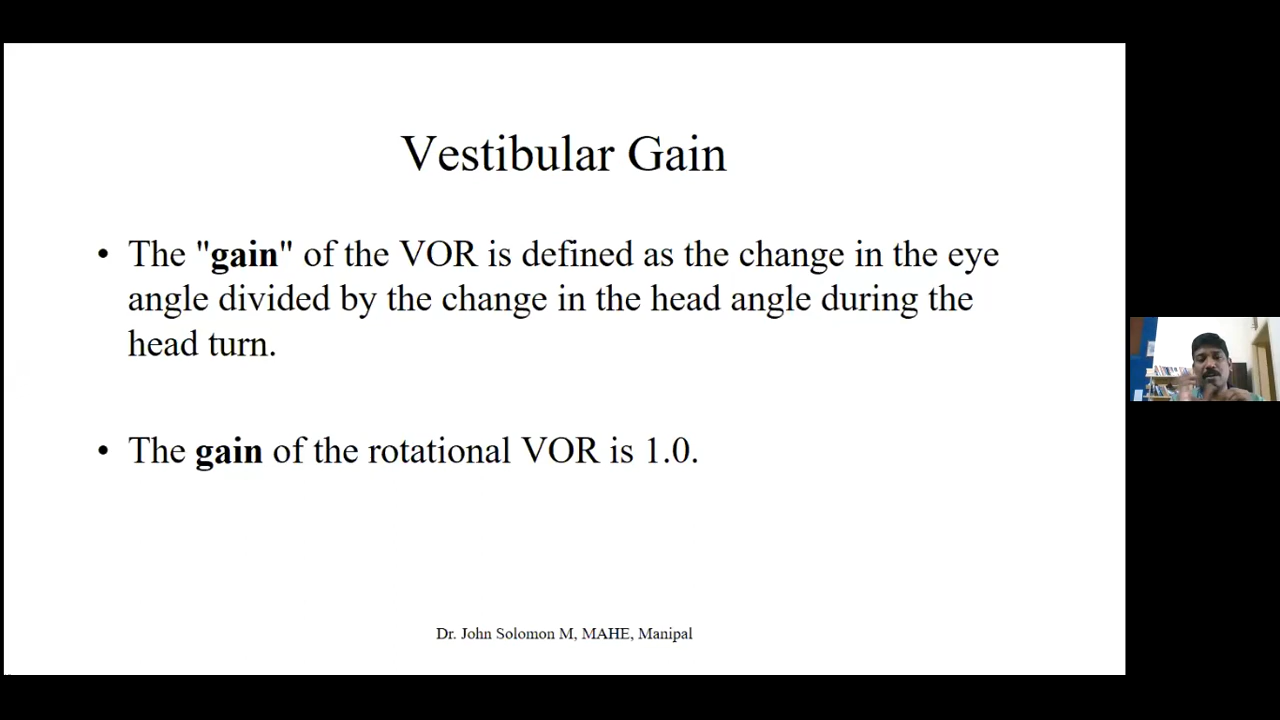 Vestibular Gain
• The "gain" of the VOR is defined as the change in the eye
angle divided by the change in the head angle during the
head turn.
• The gain of the rotational VOR is 1.0.
Dr. John Solomon M, MAHE, Manipal